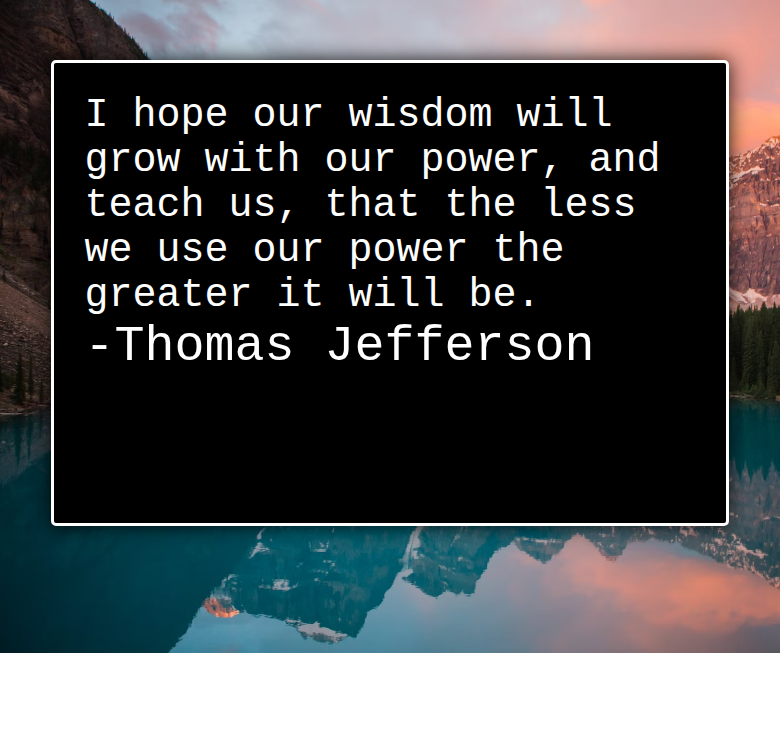 I hope our wisdom will
grow with our power, and
teach us, that the less
we use our power the
greater it will be.
-Thomas Jefferson